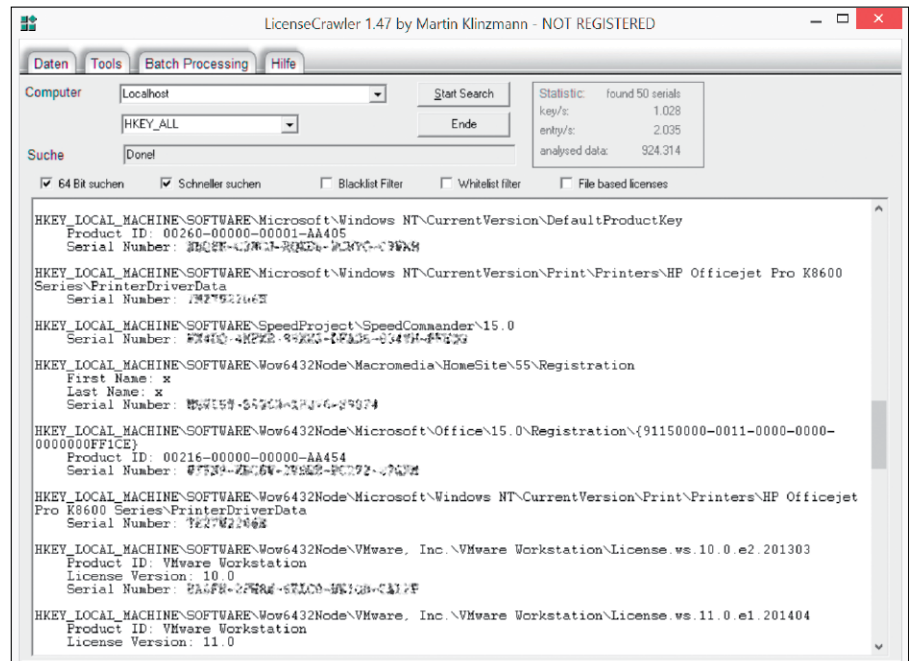 LicenseCrawler 1.47 by Martin Klinzmann - NOT REGISTERED
Daten Tools Batch Processing Hilfe
Computer Localhost Start Search Statistic: found 50 serials
key/s: 1.028
HKEY_ALL Ende entry/s: 2.035
Suche Done! analysed data: 924.314
64 Bit suchen Schneller suchen Blacklist Filter Whitelist filter File based licenses
HKEY_LOCAL_MACHINE\SOFTWARE\Microsoft\Windows NT\CurrentVersion\DefaultProductKey
Product ID: 00260-00000-00001-AA405
Serial Number:
HKEY_LOCAL_MACHINE\SOFTWARE\Microsoft\Windows NT\CurrentVersion\Print\Printers\HP Officejet Pro K8600
Series\PrinterDriverData
Serial Number:
HKEY_LOCAL_MACHINE\SOFTWARE\SpeedProject\SpeedCommander\15.0
Serial Number:
HKEY_LOCAL_MACHINE\SOFTWARE\Wow6432Node\Macromedia\HomeSite\55\Registration
First Name: x
Last Name: x
Serial Number:
HKEY_LOCAL_MACHINE\SOFTWARE\Wow6432Node\Microsoft\Office\15.0\Registration\{91150000-0011-0000-0000-
0000000FF1CE}
Product ID: 00216-00000-00000-AA454
Serial Number:
HKEY_LOCAL_MACHINE\SOFTWARE\Wow6432Node\Microsoft\Windows NT\CurrentVersion\Print\Printers\HP Officejet
Pro K8600 Series\PrinterDriverData
Serial Number:
HKEY_LOCAL_MACHINE\SOFTWARE\Wow6432Node\VMware, Inc.\VMware Workstation\License.ws.10.0.e2.201303
Product ID: VMware Workstation
License Version: 10.0
Serial Number:
HKEY_LOCAL_MACHINE\SOFTWARE\Wow6432Node\VMware, Inc.\VMware Workstation\License.ws.11.0.e1.201404
Product ID: VMware Workstation
License Version: 11.0